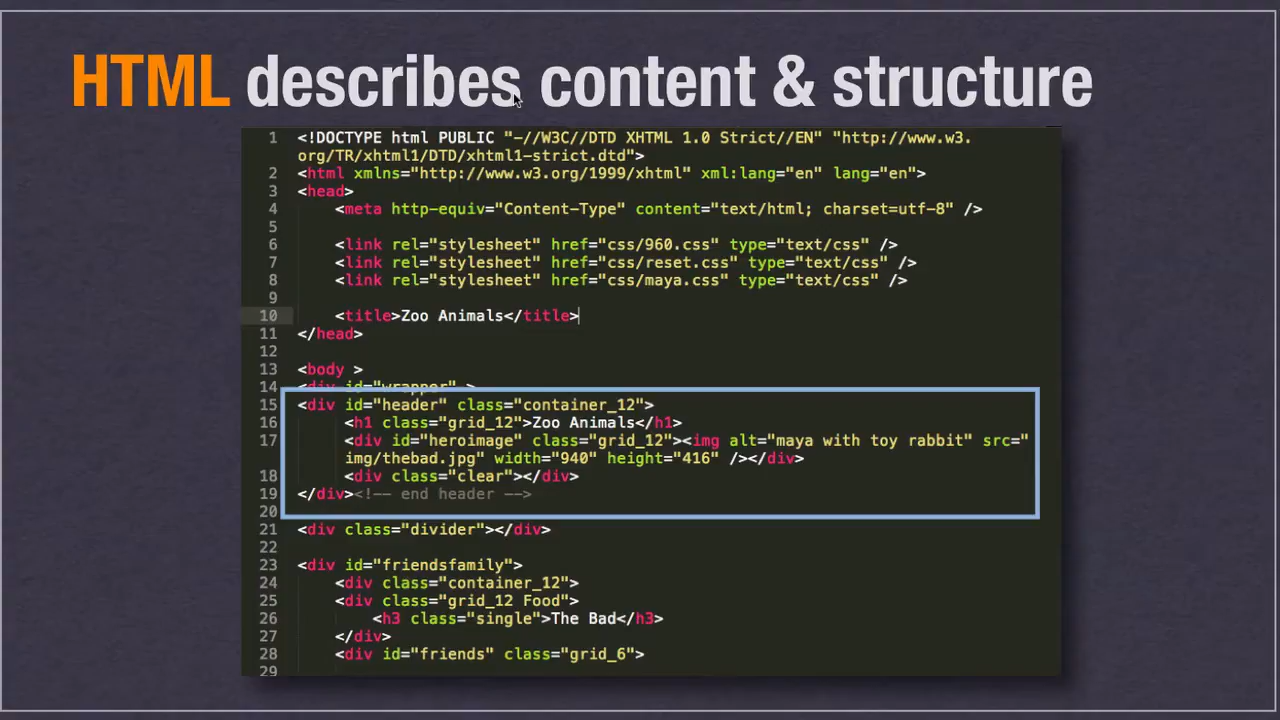 HTML describes content & structure
1 <!DOCTYPE html PUBLIC "-//W3C//DTD XHTML 1.0 Strict//EN" "http://www.w3.
org/TR/xhtml1/DTD/xhtml1-strict.dtd">
2 <html xmlns="http://www.w3.org/1999/xhtml" xml:lang="en" lang="en">
3 <head>
4 <meta http-equiv="Content-Type" content="text/html; charset=utf-8" />
5
6 <link rel="stylesheet" href="css/960.css" type="text/css" />
7 <link rel="stylesheet" href="css/reset.css" type="text/css" />
8 <link rel="stylesheet" href="css/maya.css" type="text/css" />
9
10 <title>Zoo Animals</title>
11 </head>
12
13 <body >
14 <div id="wrapper" >
15 <div id="header" class="container_12">
16 <h1 class="grid_12">Zoo Animals</h1>
17 <div id="heroimage" class="grid_12"><img alt="maya with toy rabbit" src="
img/thebad.jpg" width="940" height="416" /></div>
18 <div class="clear"></div>
19 </div><!-- end header -->
20
21 <div class="divider"></div>
22
23 <div id="friendsfamily">
24 <div class="container_12">
25 <div class="grid_12 Food">
26 <h3 class="single">The Bad</h3>
27 </div>
28 <div id="friends" class="grid_6">
29